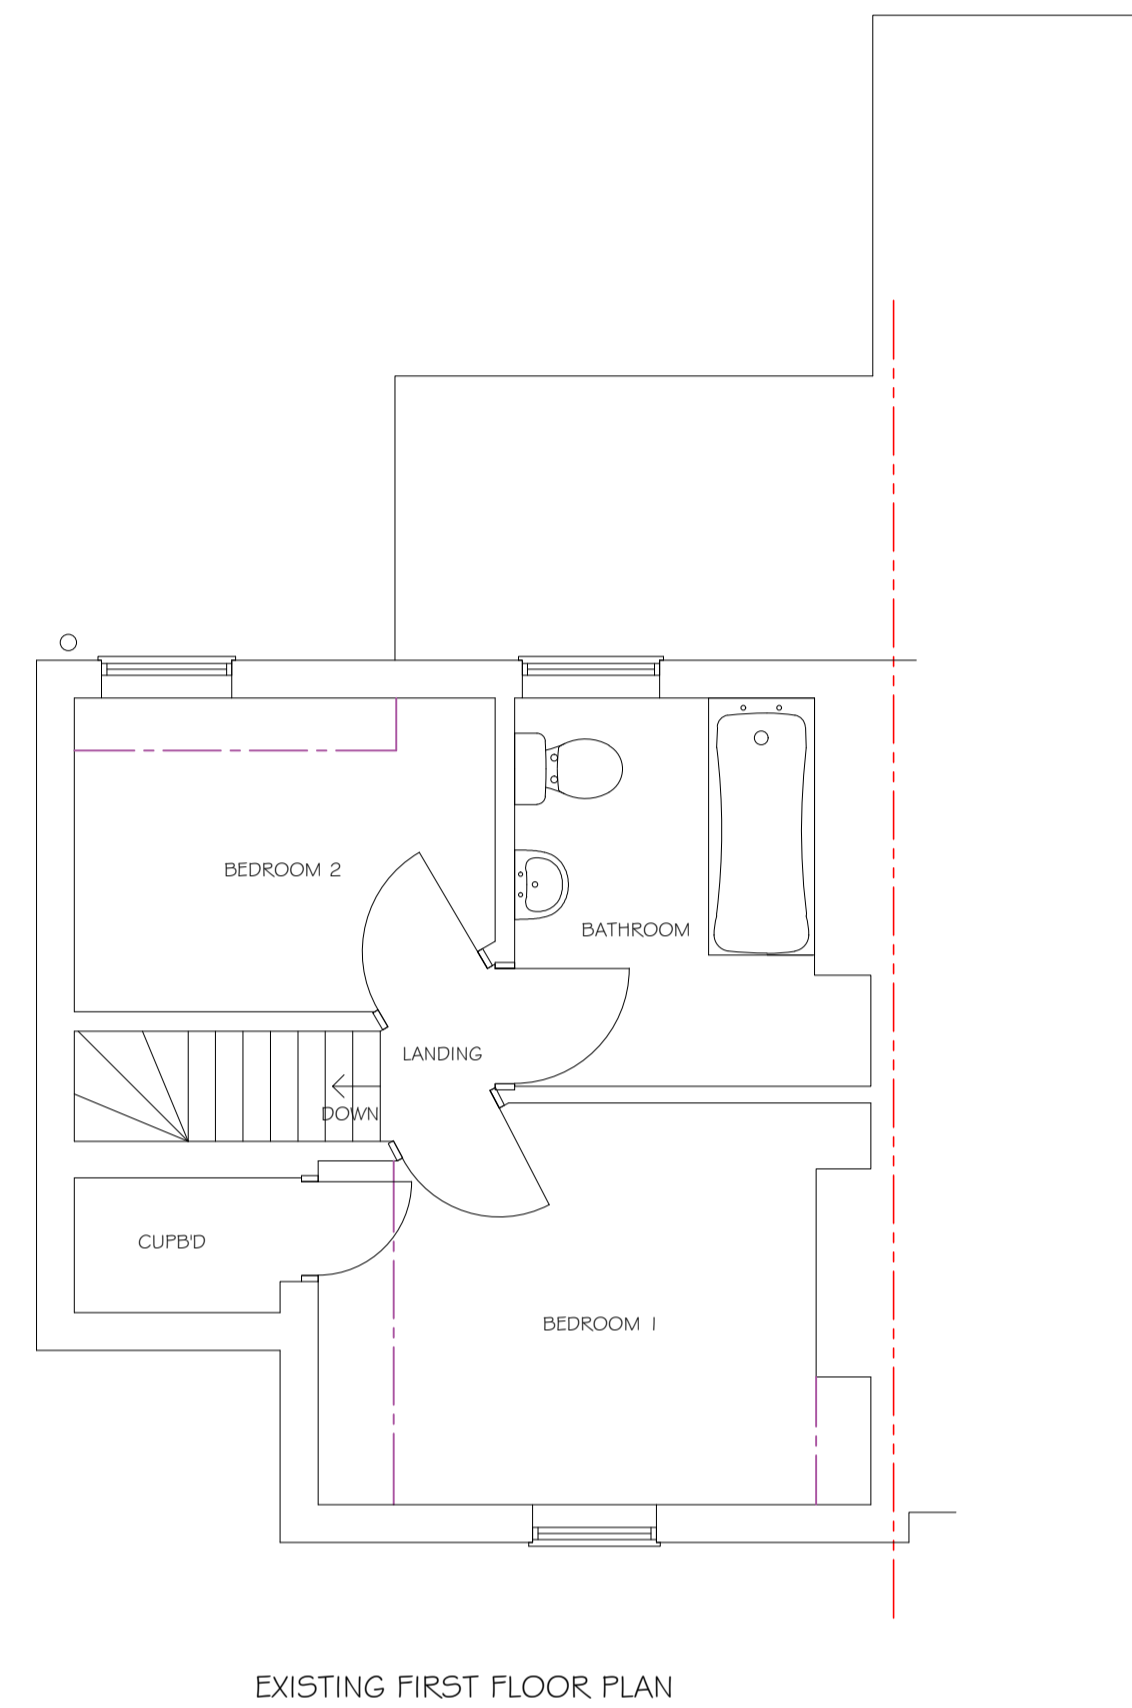 BEDROOM 2
BATHROOM
LANDING
DOWN
CUPB'D
BEDROOM 1
EXISTING FIRST FLOOR PLAN